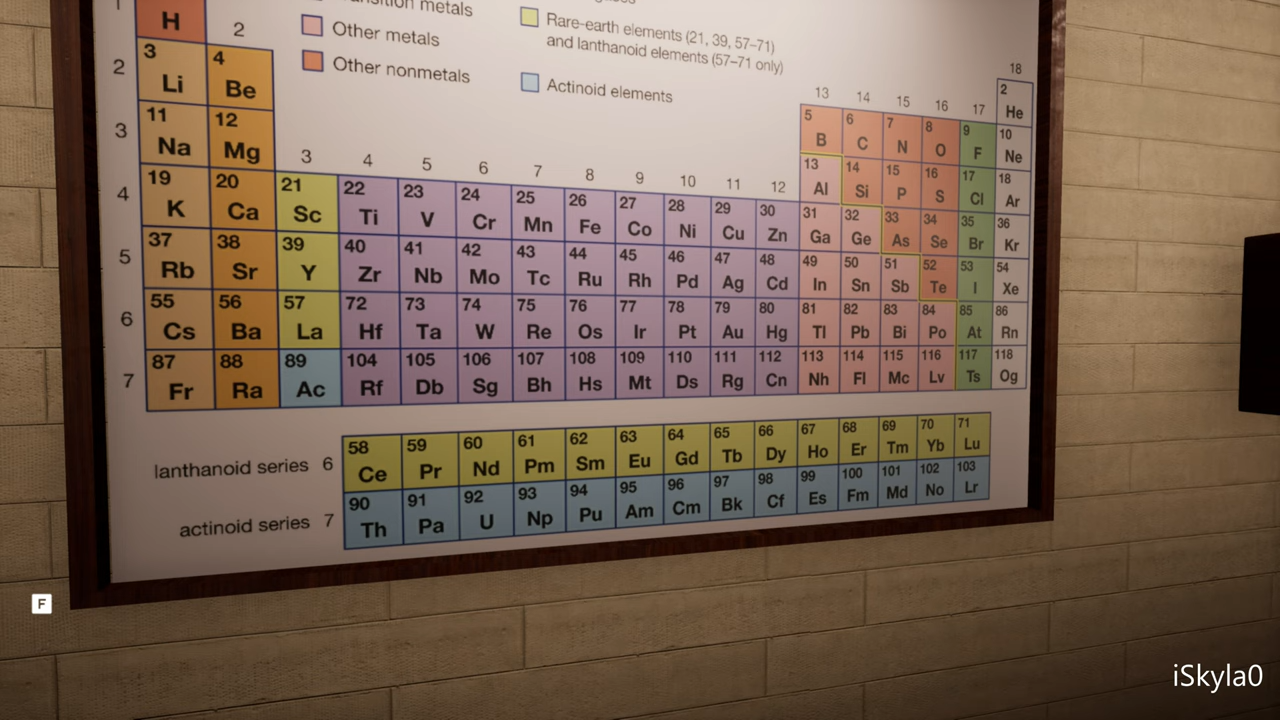 1
H
2
Other metals
Other nonmetals
metals
Rare-earth elements (21, 39, 57–71)
and lanthanoid elements (57–71 only)
Actinoid elements
18
2 He
2
3 Li
4 Be
13 14 15 16 17
5 B
6 C
7 N
8 O
9 F
10 Ne
3
11 Na
12 Mg
3 4 5 6 7 8 9 10 11 12
13 Al
14 Si
15 P
16 S
17 Cl
18 Ar
4
19 K
20 Ca
21 Sc
22 Ti
23 V
24 Cr
25 Mn
26 Fe
27 Co
28 Ni
29 Cu
30 Zn
31 Ga
32 Ge
33 As
34 Se
35 Br
36 Kr
5
37 Rb
38 Sr
39 Y
40 Zr
41 Nb
42 Mo
43 Tc
44 Ru
45 Rh
46 Pd
47 Ag
48 Cd
49 In
50 Sn
51 Sb
52 Te
53 I
54 Xe
6
55 Cs
56 Ba
57 La
72 Hf
73 Ta
74 W
75 Re
76 Os
77 Ir
78 Pt
79 Au
80 Hg
81 Tl
82 Pb
83 Bi
84 Po
85 At
86 Rn
7
87 Fr
88 Ra
89 Ac
104 Rf
105 Db
106 Sg
107 Bh
108 Hs
109 Mt
110 Ds
111 Rg
112 Cn
113 Nh
114 Fl
115 Mc
116 Lv
117 Ts
118 Og
lanthanoid series 6
58 Ce
59 Pr
60 Nd
61 Pm
62 Sm
63 Eu
64 Gd
65 Tb
66 Dy
67 Ho
68 Er
69 Tm
70 Yb
71 Lu
actinoid series 7
90 Th
91 Pa
92 U
93 Np
94 Pu
95 Am
96 Cm
97 Bk
98 Cf
99 Es
100 Fm
101 Md
102 No
103 Lr
F
iSkyla0